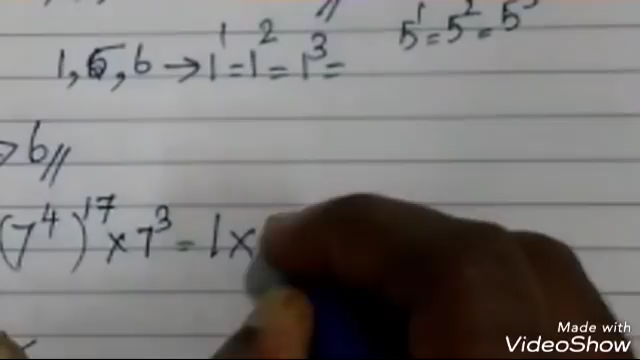 1, 5, 6 → 1¹ = 1² = 1³ =
5¹ = 5² = 5³
→ 6 //
(7⁴)¹⁷ × 7³ = 1 ×
Made with
VideoShow